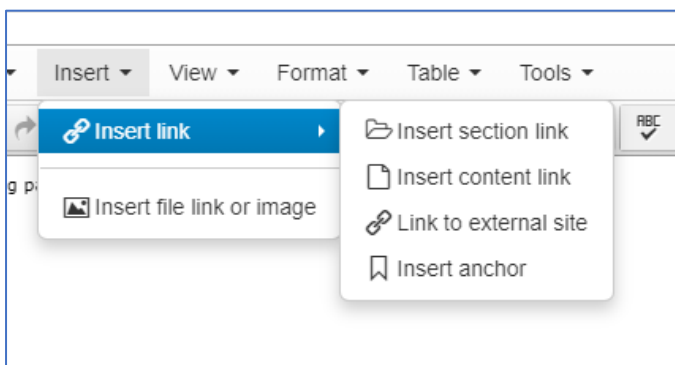 Insert View Format Table Tools
Insert link
Insert section link
ABC
Insert content link
g p
Insert file link or image
Link to external site
Insert anchor